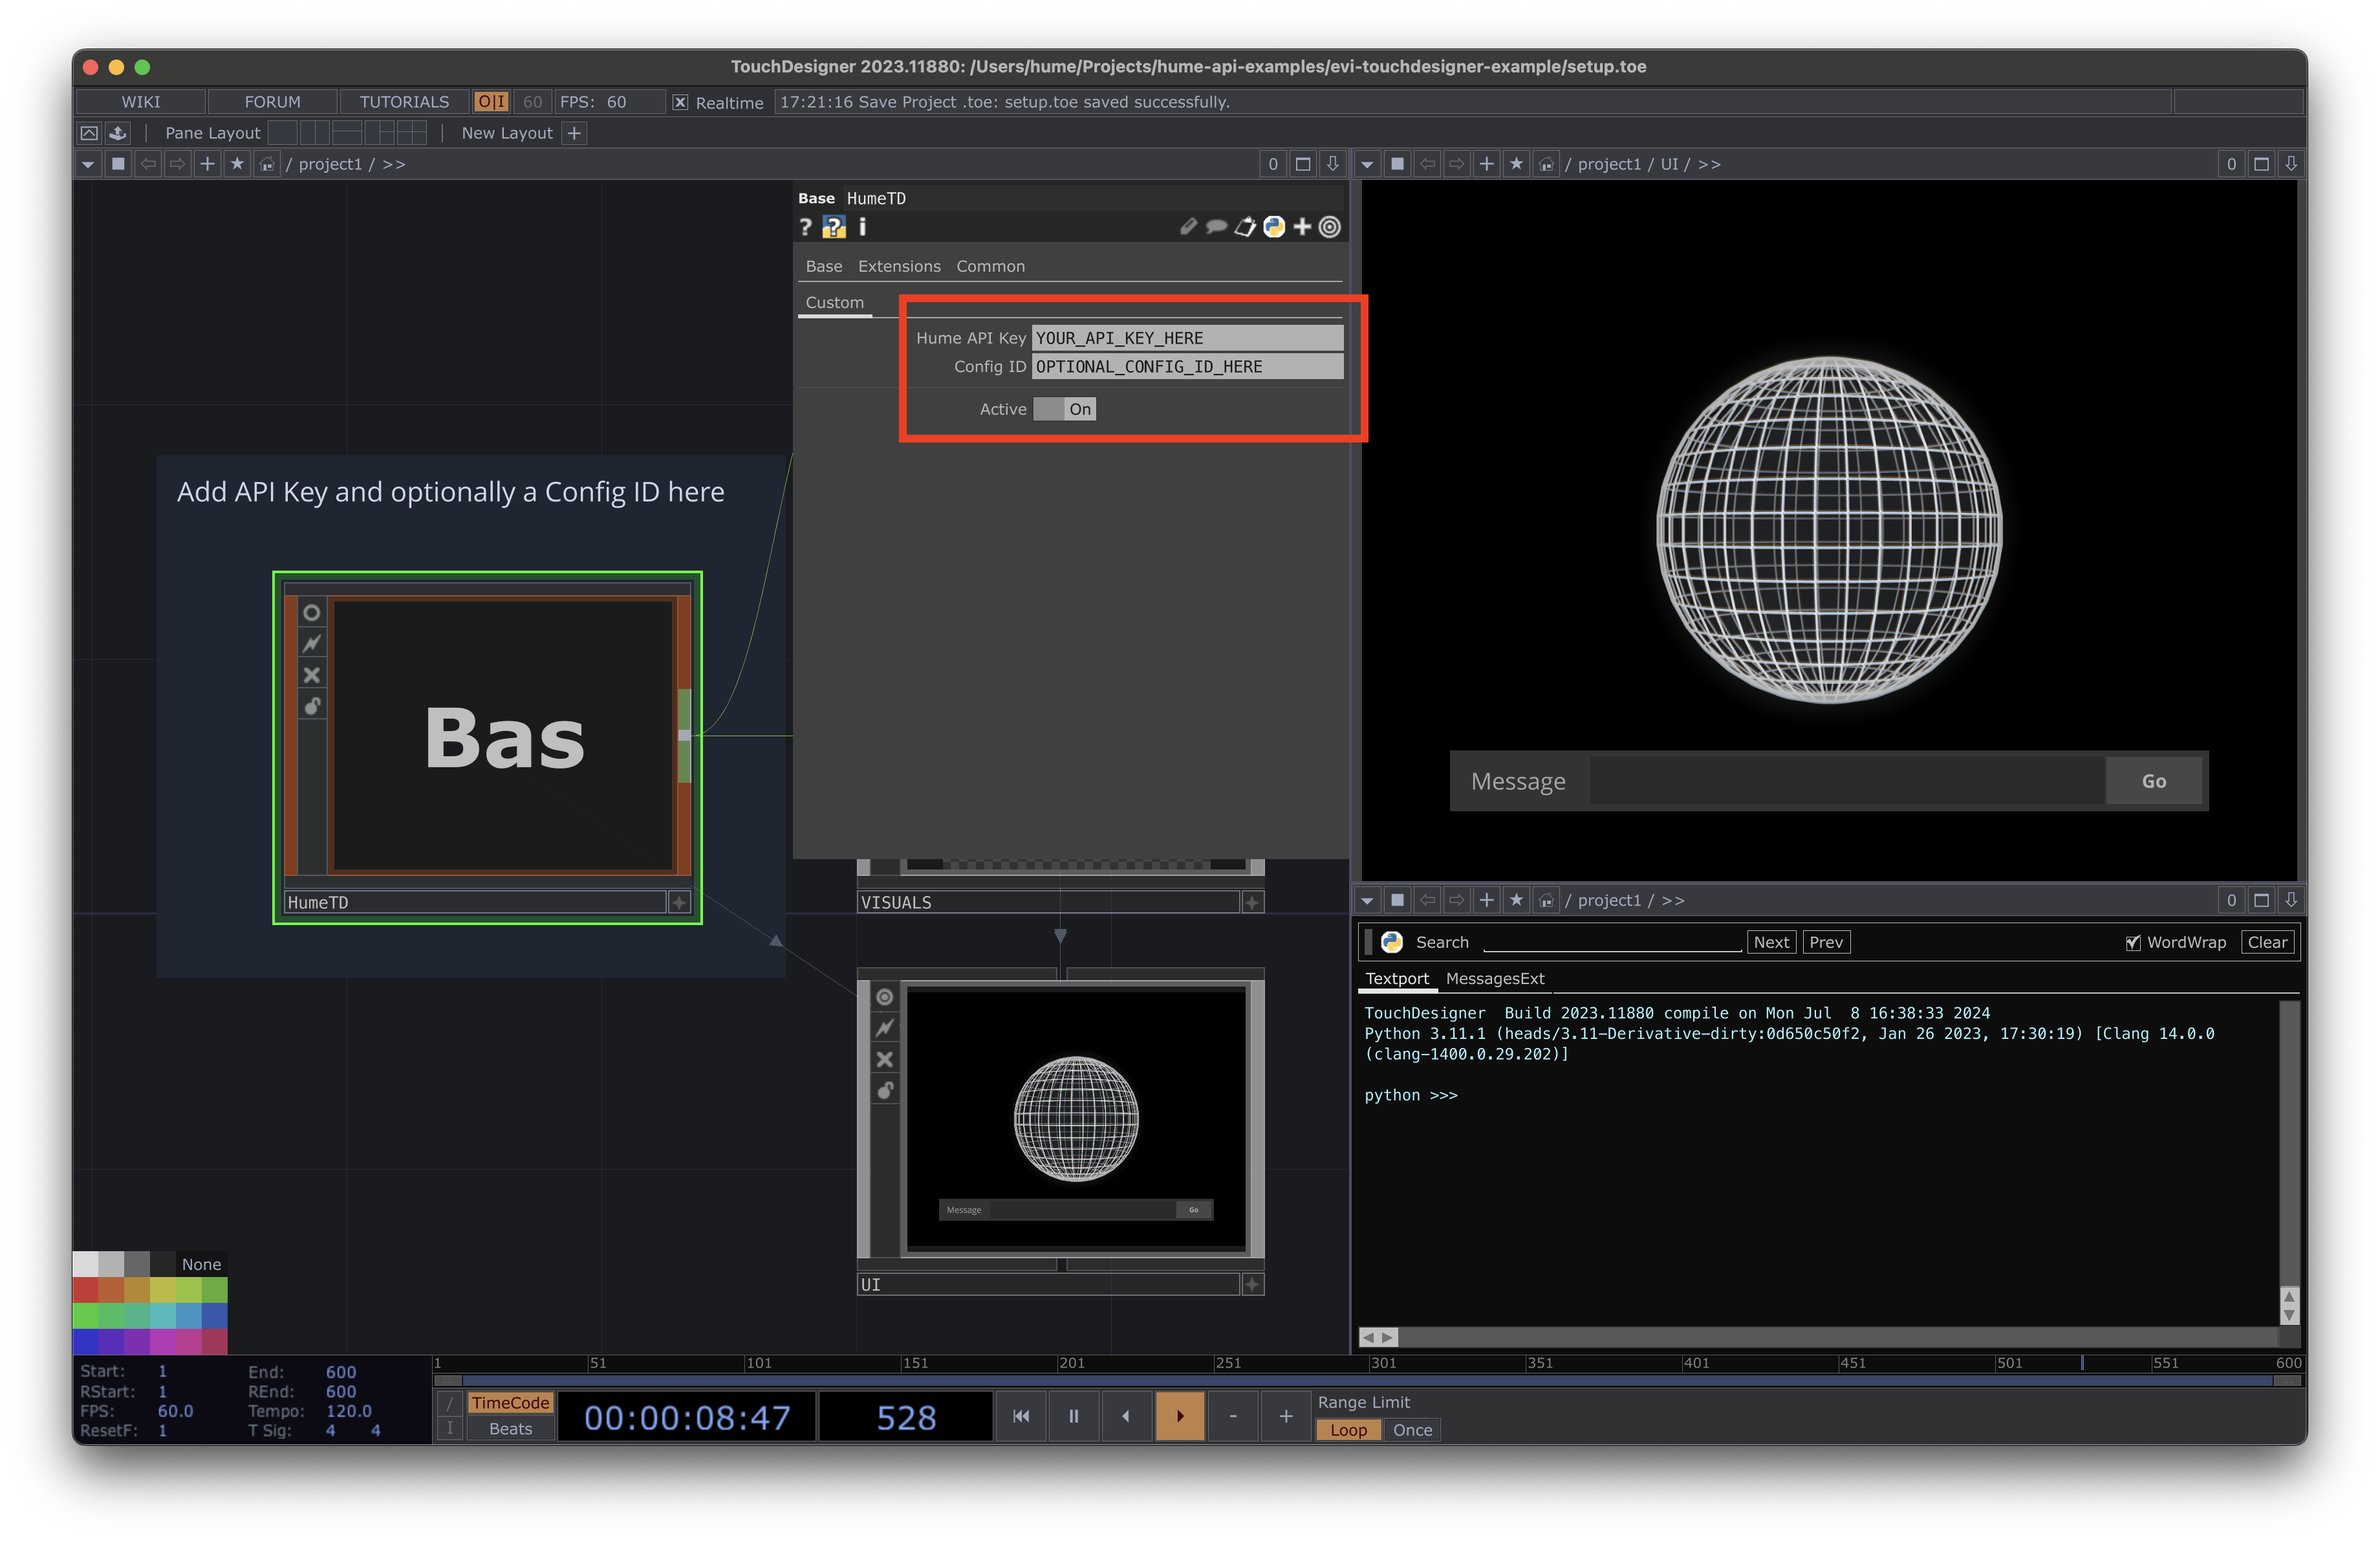 TouchDesigner 2023.11880: /Users/hume/Projects/hume-api-examples/evi-touchdesigner-example/setup.toe
WIKI FORUM TUTORIALS O|I 60 FPS: 60 Realtime 17:21:16 Save Project .toe: setup.toe saved successfully.
Pane Layout New Layout
/ project1 / >> 0
Base HumeTD
Base Extensions Common
Custom
Hume API Key YOUR_API_KEY_HERE
Config ID OPTIONAL_CONFIG_ID_HERE
Active On
Add API Key and optionally a Config ID here
Bas
HumeTD
VISUALS
Message Go
UI
/ project1 / UI / >> 0
Message Go
/ project1 / >> 0
Search Next Prev WordWrap Clear
Textport MessagesExt
TouchDesigner  Build 2023.11880 compile on Mon Jul  8 16:38:33 2024
Python 3.11.1 (heads/3.11-Derivative-dirty:0d650c50f2, Jan 26 2023, 17:30:19) [Clang 14.0.0
(clang-1400.0.29.202)]
python >>>
None
Start: 1 End: 600
RStart: 1 REnd: 600
FPS: 60.0 Tempo: 120.0
ResetF: 1 T Sig: 4 4
1 51 101 151 201 251 301 351 401 451 501 551 600
TimeCode
Beats
00:00:08:47 528
Range Limit
Loop Once